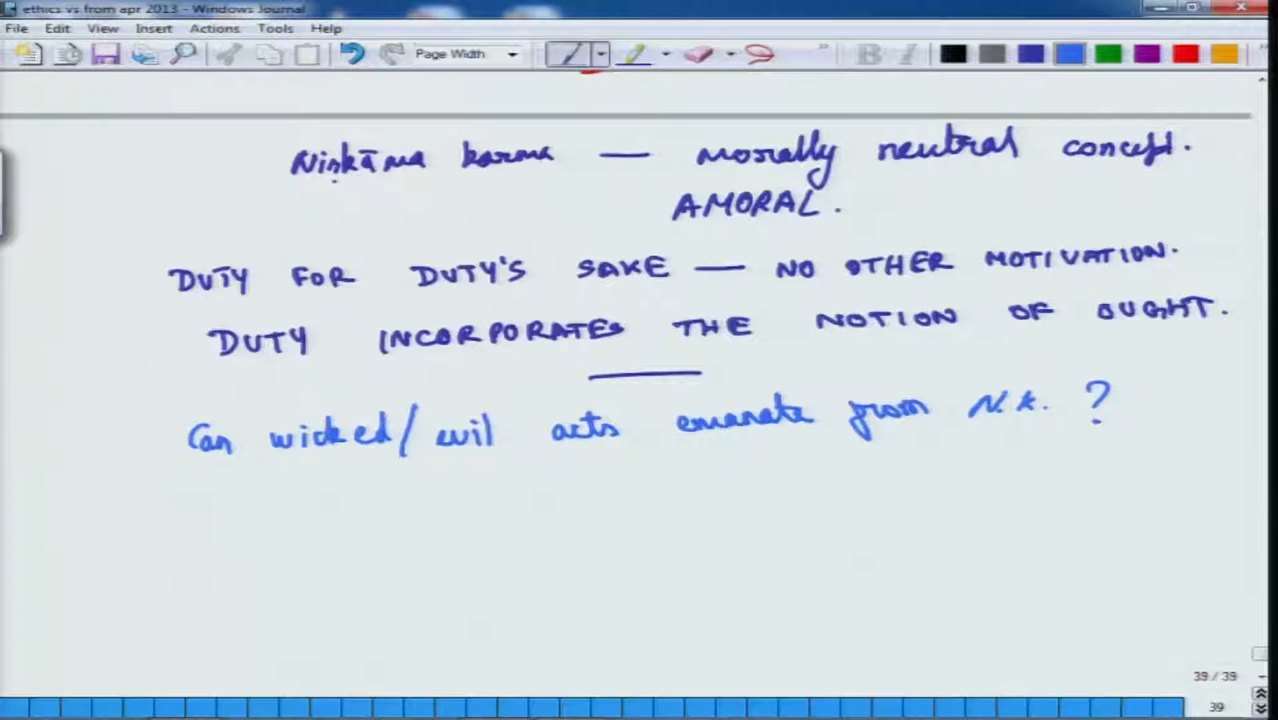 ethics vs from apr 2013 - Windows Journal
File Edit View Insert Actions Tools Help
Page Width
B I
Niṣkāma karma — morally neutral concept.
AMORAL.
DUTY FOR DUTY'S SAKE — NO OTHER MOTIVATION.
DUTY INCORPORATES THE NOTION OF OUGHT.
Can wicked/evil acts emanate from N.K. ?
39 / 39
39